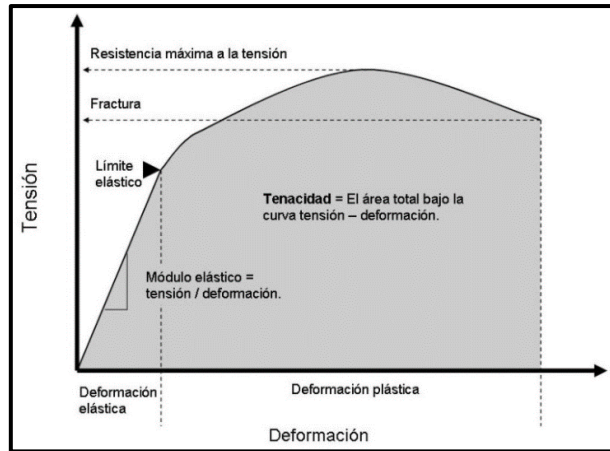 Resistencia máxima a la tensión
Fractura
Límite
elástico
Tensión
Tenacidad = El área total bajo la
curva tensión – deformación.
Módulo elástico =
tensión / deformación.
Deformación
elástica
Deformación plástica
Deformación